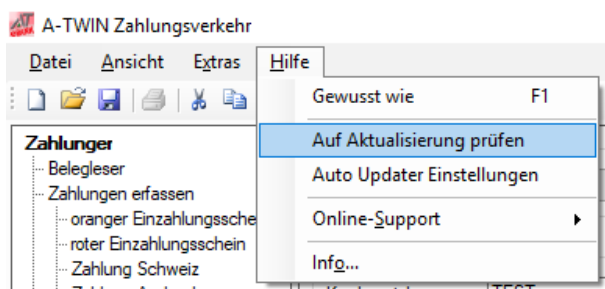 A-TWIN Zahlungsverkehr
Datei Ansicht Extras Hilfe
Gewusst wie F1
Auf Aktualisierung prüfen
Auto Updater Einstellungen
Online-Support
Info...
Zahlunger
Belegleser
Zahlungen erfassen
oranger Einzahlungssche
roter Einzahlungsschein
Zahlung Schweiz
TEST